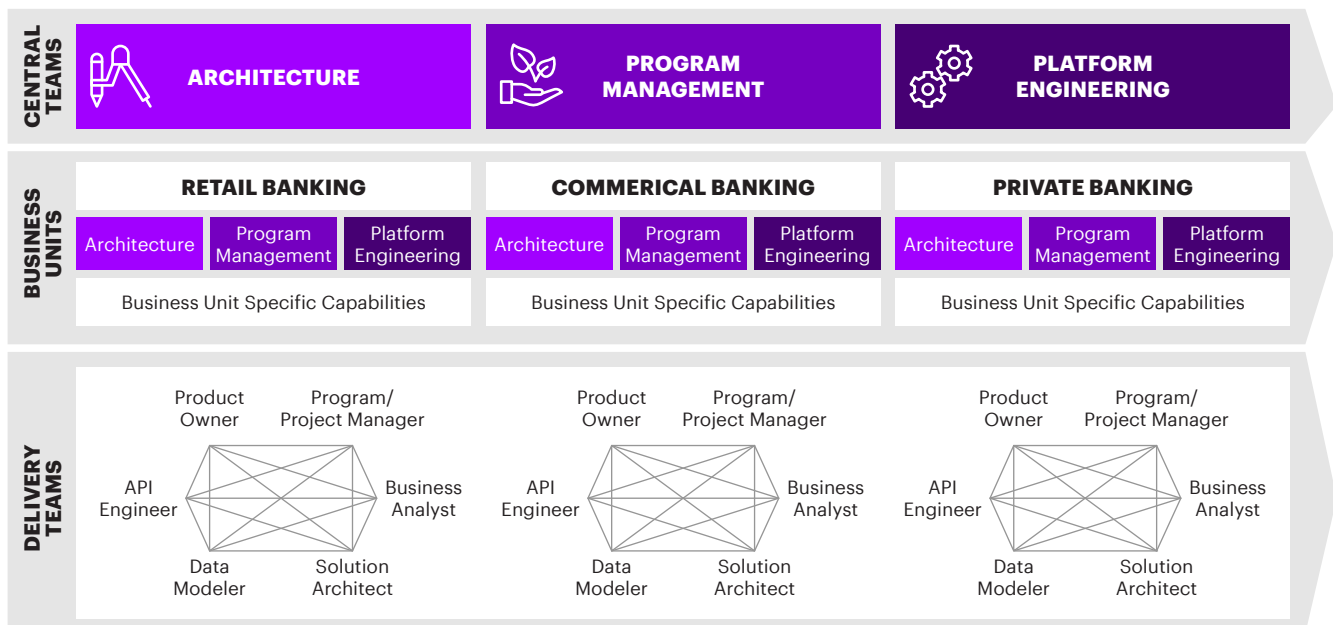 CENTRAL
TEAMS
ARCHITECTURE
PROGRAM
MANAGEMENT
PLATFORM
ENGINEERING
BUSINESS
UNITS
RETAIL BANKING
COMMERICAL BANKING
PRIVATE BANKING
Architecture
Program
Management
Platform
Engineering
Architecture
Program
Management
Platform
Engineering
Architecture
Program
Management
Platform
Engineering
Business Unit Specific Capabilities
Business Unit Specific Capabilities
Business Unit Specific Capabilities
DELIVERY
TEAMS
Product
Owner
Program/
Project Manager
API
Engineer
Business
Analyst
Data
Modeler
Solution
Architect
Product
Owner
Program/
Project Manager
API
Engineer
Business
Analyst
Data
Modeler
Solution
Architect
Product
Owner
Program/
Project Manager
API
Engineer
Business
Analyst
Data
Modeler
Solution
Architect